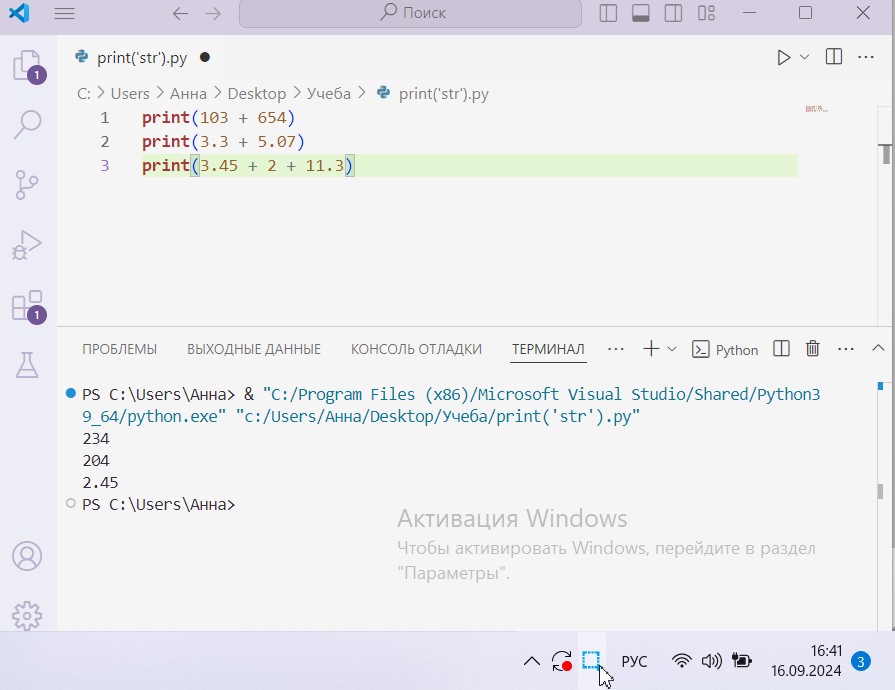 Поиск
print('str').py
C: > Users > Анна > Desktop > Учеба > print('str').py
1 print(103 + 654)
2 print(3.3 + 5.07)
3 print(3.45 + 2 + 11.3)
1
1
ПРОБЛЕМЫ ВЫХОДНЫЕ ДАННЫЕ КОНСОЛЬ ОТЛАДКИ ТЕРМИНАЛ ... Python ...
PS C:\Users\Анна> & "C:/Program Files (x86)/Microsoft Visual Studio/Shared/Python3
9_64/python.exe" "c:/Users/Анна/Desktop/Учеба/print('str').py"
234
204
2.45
PS C:\Users\Анна>
Активация Windows
Чтобы активировать Windows, перейдите в раздел
"Параметры".
РУС
16:41
16.09.2024
3